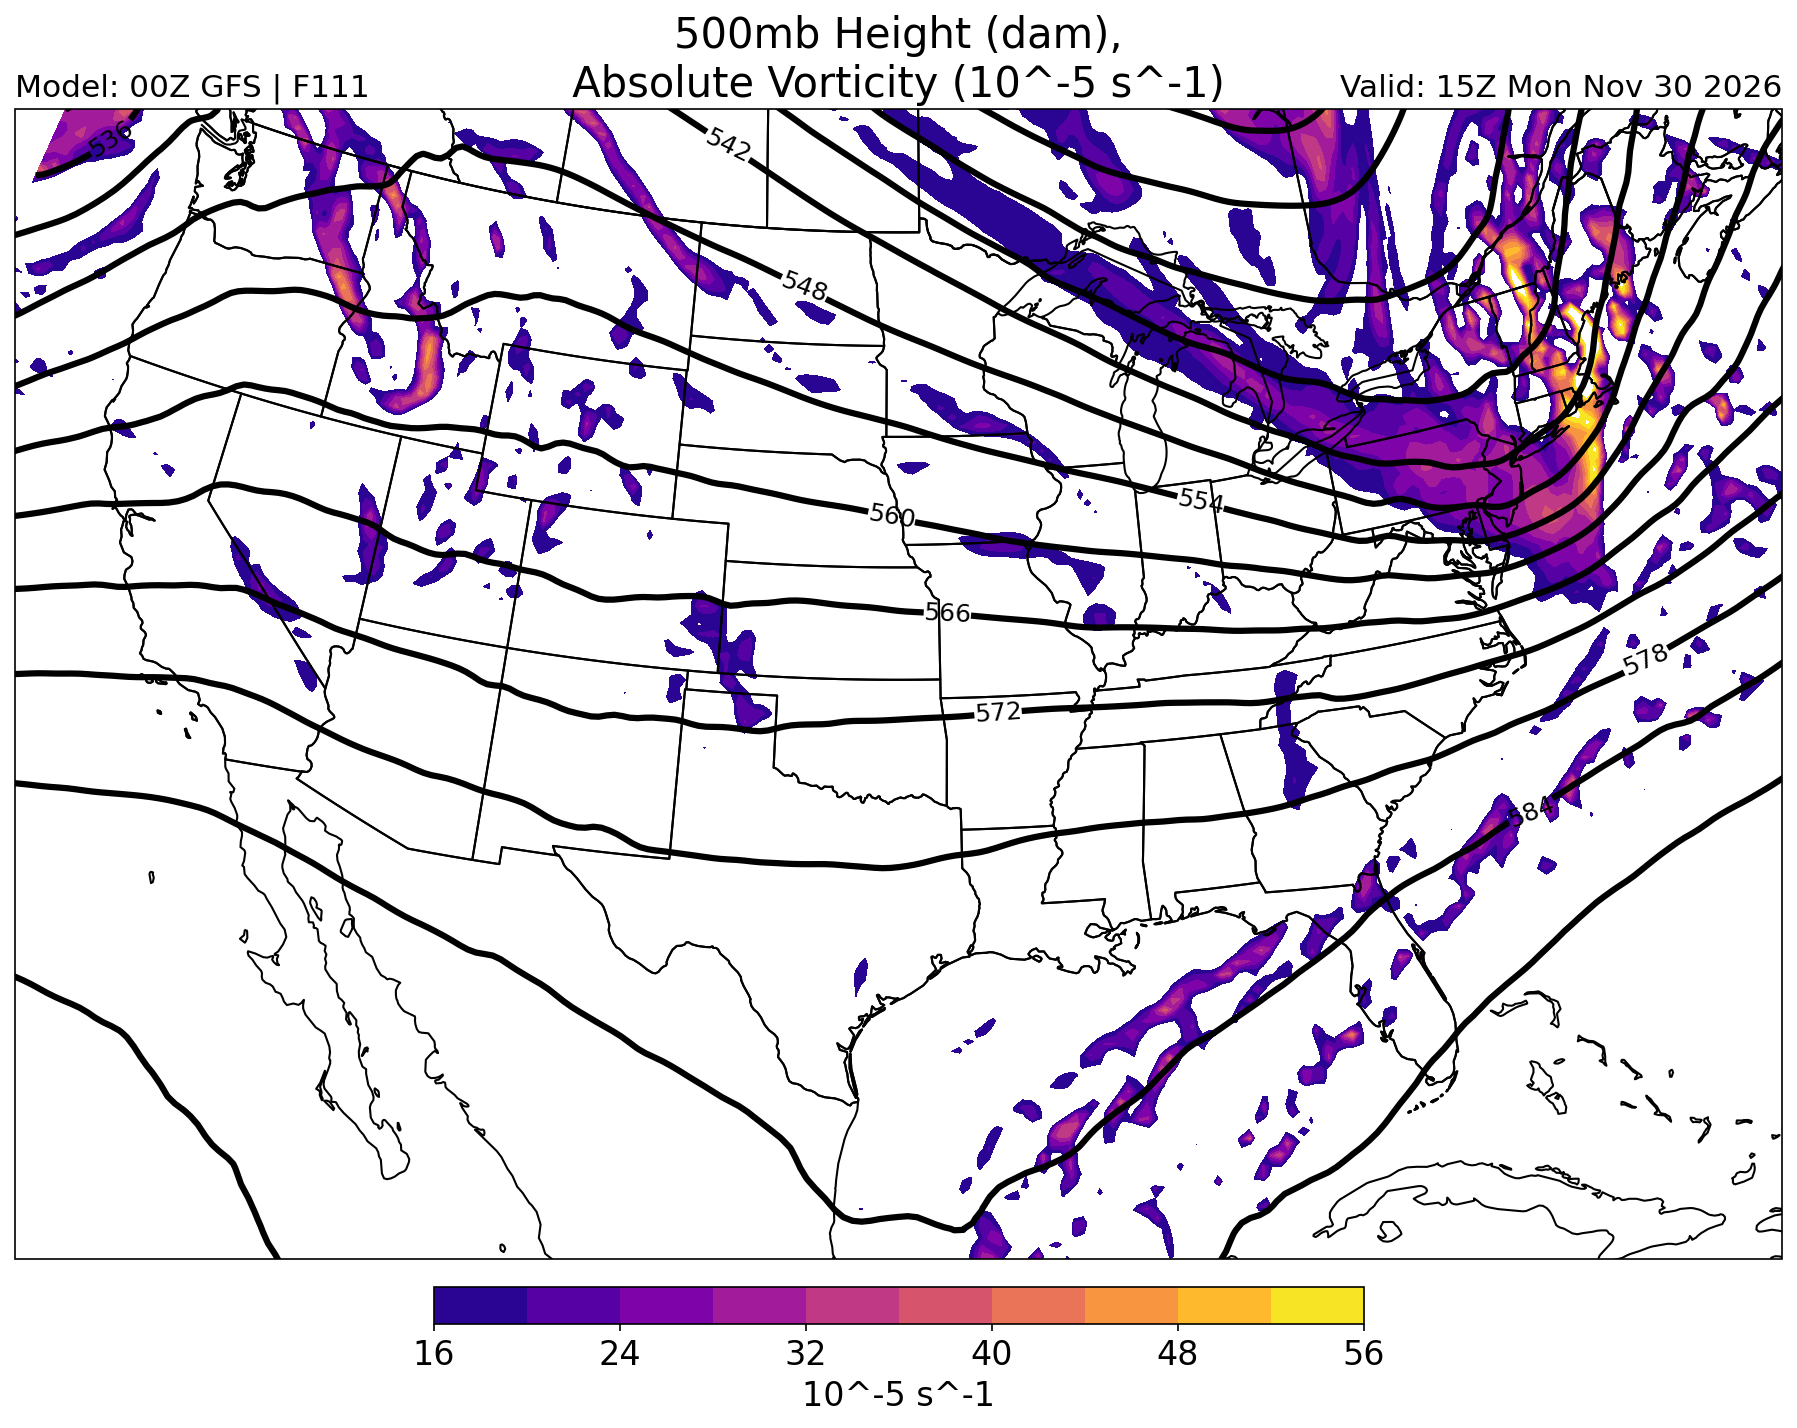 500mb Height (dam),
Absolute Vorticity (10^-5 s^-1)
Model: 00Z GFS | F111
Valid: 15Z Mon Nov 30 2026
536
542
548
554
560
566
572
578
584
16 24 32 40 48 56
10^-5 s^-1